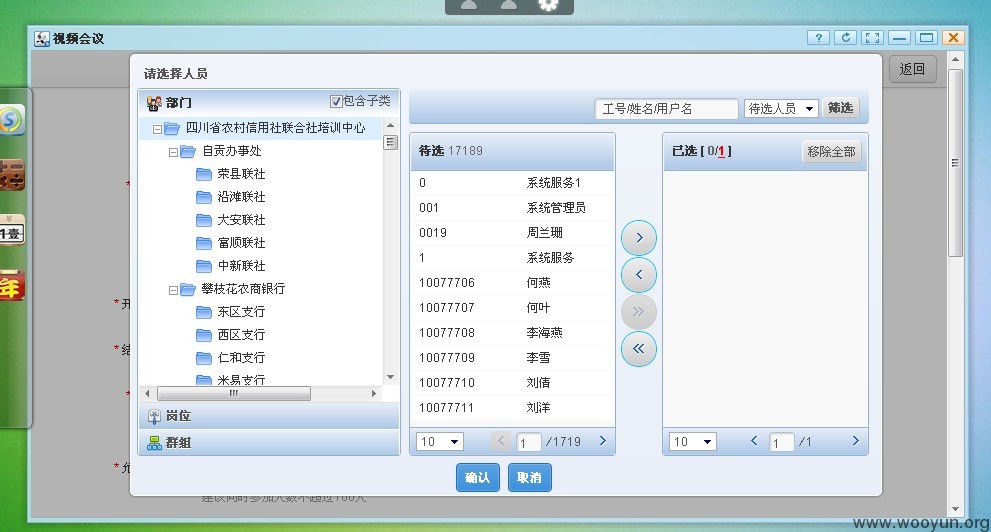 视频会议
返回
请选择人员
部门
包含子类
工号/姓名/用户名
待选人员
筛选
四川省农村信用社联合社培训中心
自贡办事处
荣县联社
沿滩联社
大安联社
富顺联社
中新联社
攀枝花农商银行
东区支行
西区支行
仁和支行
米易支行
岗位
群组
待选 17189
0 系统服务1
001 系统管理员
0019 周兰珊
1 系统服务
10077706 何燕
10077707 何叶
10077708 李海燕
10077709 李雪
10077710 刘倩
10077711 刘洋
10 1 /1719
已选 [ 0/1 ]
移除全部
10 1 /1
确认
取消
*开
*结
*允
建议同时参加人数不超过100人
1壹
年
www.wooyun.org